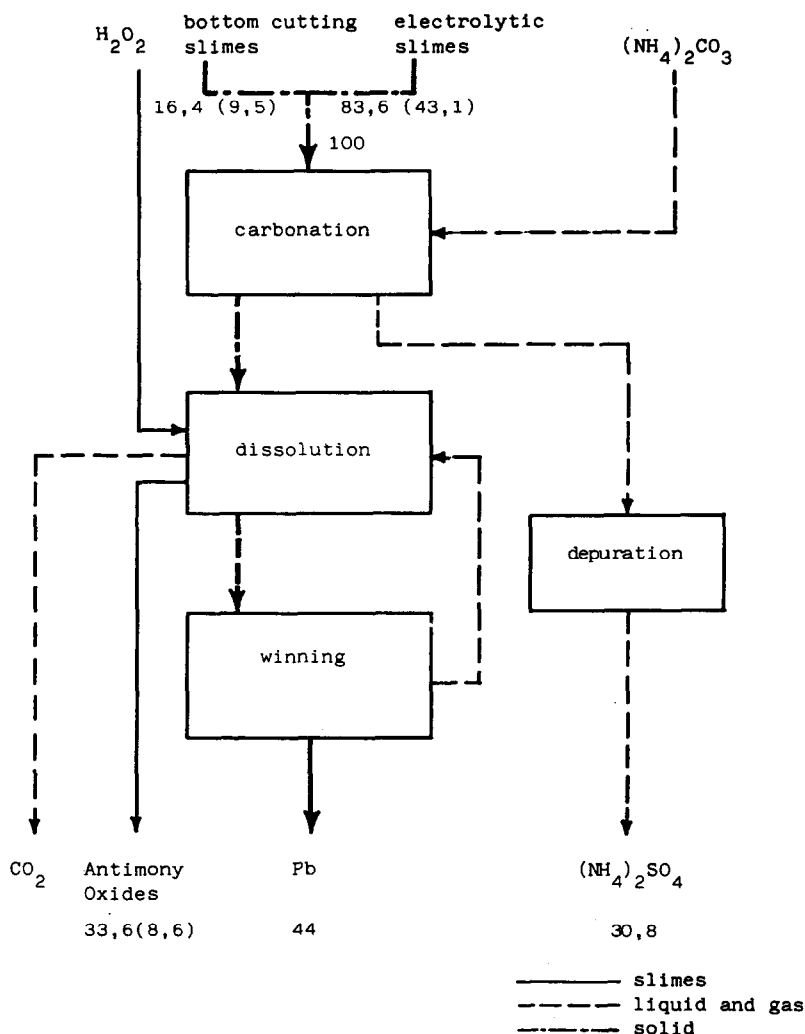 H2O2
bottom cutting
slimes
electrolytic
slimes
(NH4)2CO3
16,4 (9,5)
83,6 (43,1)
100
carbonation
dissolution
depuration
winning
CO2
Antimony
Oxides
Pb
(NH4)2SO4
33,6(8,6)
44
30,8
slimes
liquid and gas
solid